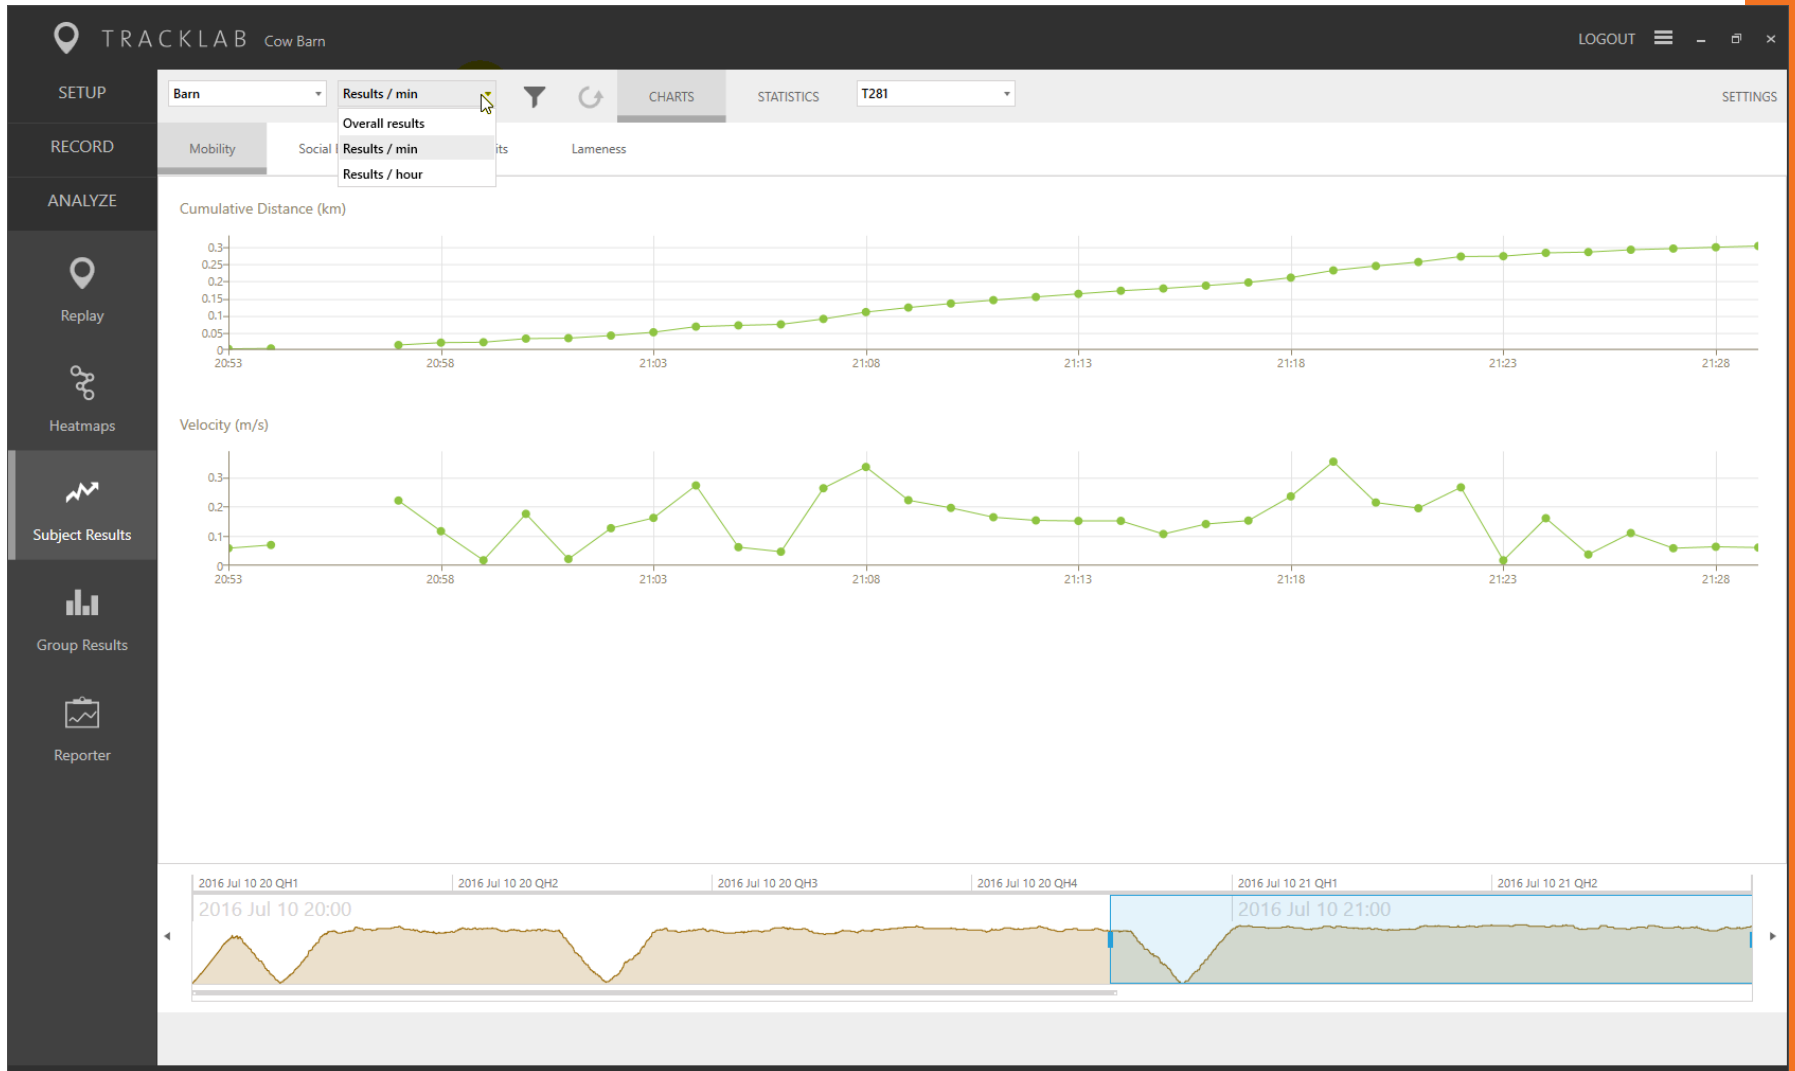 TRACKLAB Cow Barn
LOGOUT
SETUP
RECORD
ANALYZE
Replay
Heatmaps
Subject Results
Group Results
Reporter
Barn
Results / min
CHARTS
STATISTICS
T281
SETTINGS
Overall results
Results / min
Results / hour
Mobility
Social
Lameness
Cumulative Distance (km)
0.3
0.25
0.2
0.15
0.1
0.05
0
20:53 20:58 21:03 21:08 21:13 21:18 21:23 21:28
Velocity (m/s)
0.3
0.2
0.1
0
20:53 20:58 21:03 21:08 21:13 21:18 21:23 21:28
2016 Jul 10 20 QH1 2016 Jul 10 20 QH2 2016 Jul 10 20 QH3 2016 Jul 10 20 QH4 2016 Jul 10 21 QH1 2016 Jul 10 21 QH2
2016 Jul 10 20:00 2016 Jul 10 21:00